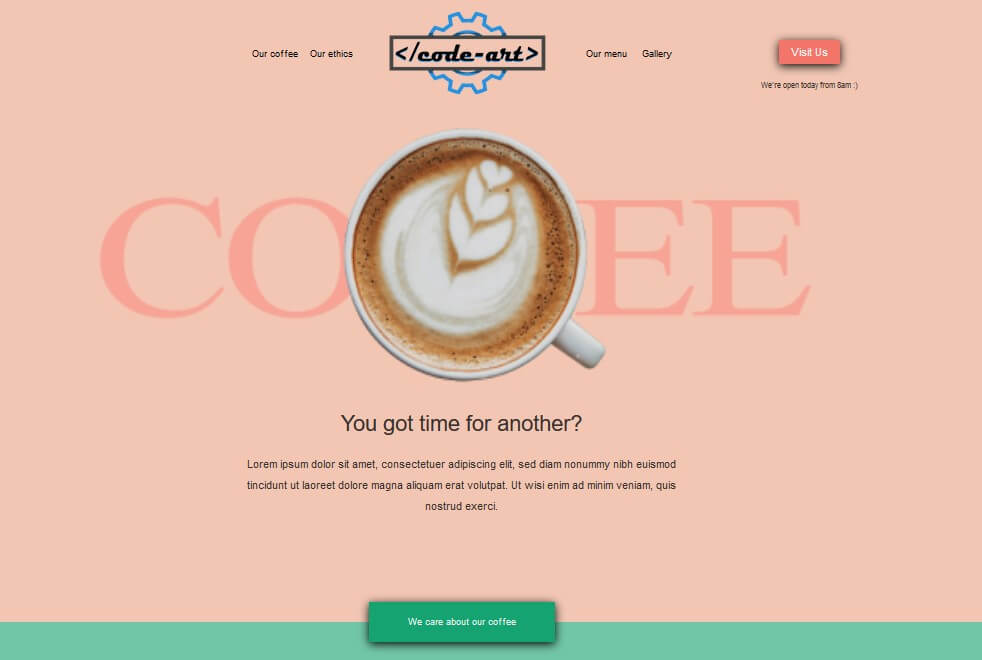 Our coffee
Our ethics
</code-art>
Our menu
Gallery
Visit Us
We're open today from 8am :)
CO EE
You got time for another?
Lorem ipsum dolor sit amet, consectetuer adipiscing elit, sed diam nonummy nibh euismod
tincidunt ut laoreet dolore magna aliquam erat volutpat. Ut wisi enim ad minim veniam, quis
nostrud exerci.
We care about our coffee